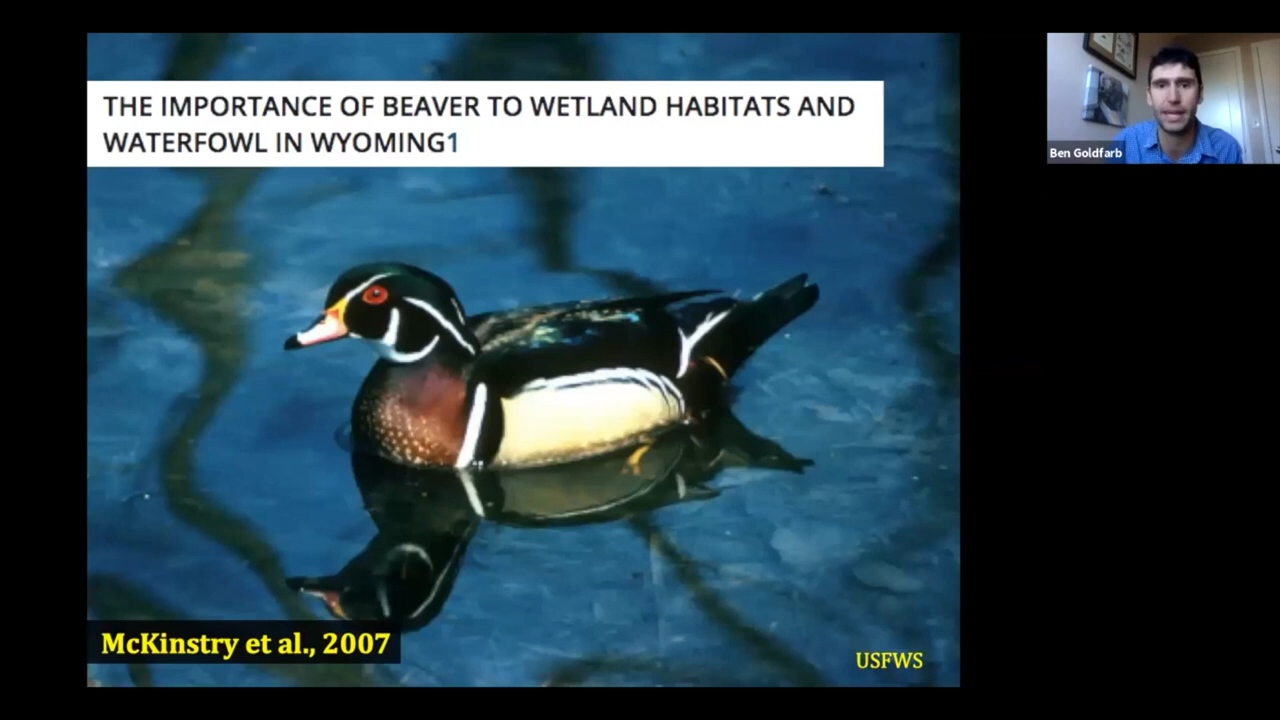 THE IMPORTANCE OF BEAVER TO WETLAND HABITATS AND
WATERFOWL IN WYOMING1
Ben Goldfarb
McKinstry et al., 2007
USFWS